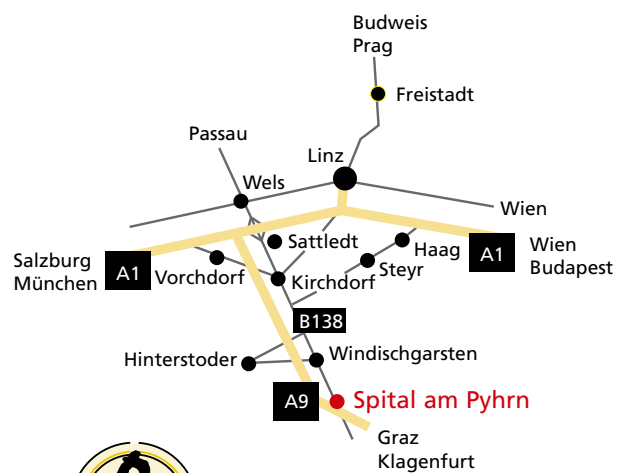 Budweis
Prag
Freistadt
Passau
Linz
Wels
Wien
Sattledt
Haag
Salzburg
München
A1
Vorchdorf
Kirchdorf
Steyr
A1
Wien
Budapest
B138
Hinterstoder
Windischgarsten
A9
Spital am Pyhrn
Graz
Klagenfurt